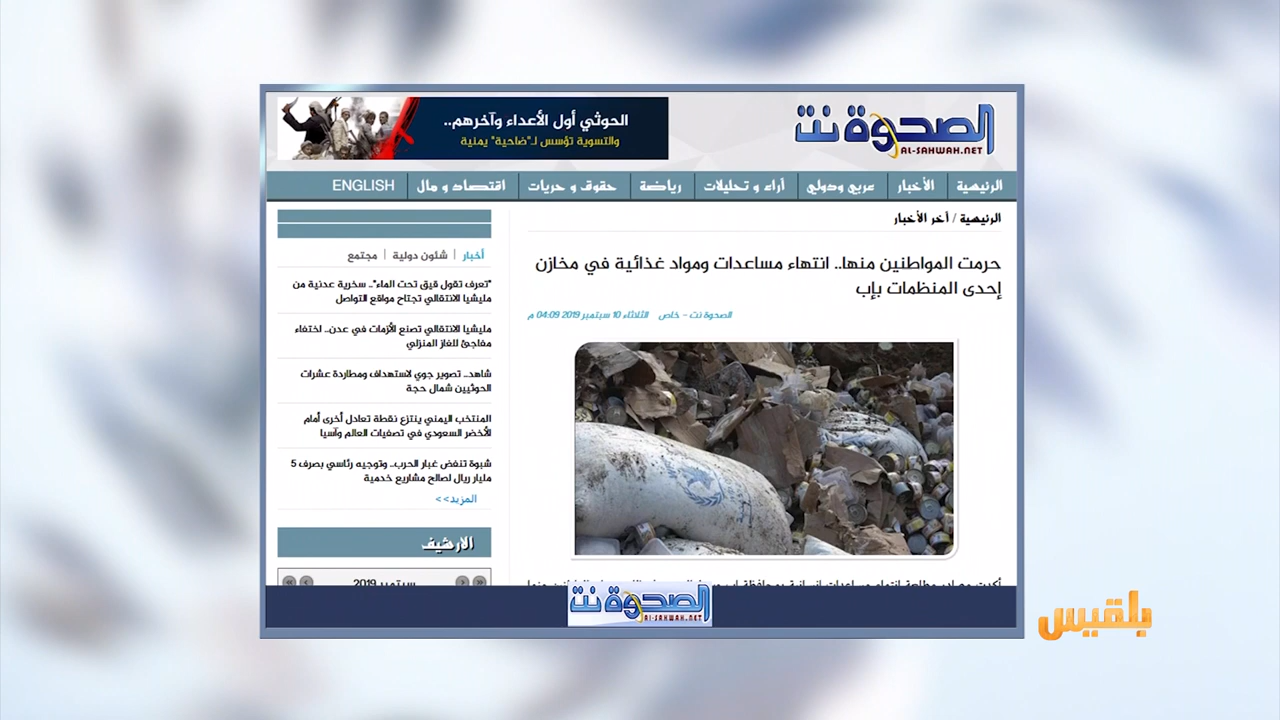 الحوثي أول الأعداء وآخرهم..
والتسوية تؤسس لـ"ضاحية" يمنية
الصحوة نت
AL-SAHWAH.NET
الرئيسية
الأخبار
عربي ودولي
آراء و تحليلات
رياضة
حقوق و حريات
اقتصاد و مال
ENGLISH
الرئيسية / آخر الأخبار
حرمت المواطنين منها.. انتهاء مساعدات ومواد غذائية في مخازن
إحدى المنظمات بإب
الصحوة نت - خاص الثلاثاء 10 سبتمبر 2019 04:09 م
أخبار | شئون دولية | مجتمع
"تعرف تقول قيق تحت الماء".. سخرية عدنية من
مليشيا الانتقالي تجتاح مواقع التواصل
مليشيا الانتقالي تصنع الأزمات في عدن.. اختفاء
مفاجئ للغاز المنزلي
شاهد.. تصوير جوي لاستهداف ومطاردة عشرات
الحوثيين شمال حجة
المنتخب اليمني ينتزع نقطة تعادل أخرى أمام
الأخضر السعودي في تصفيات العالم وآسيا
شبوة تنفض غبار الحرب.. وتوجيه رئاسي بصرف 5
مليار ريال لصالح مشاريع خدمية
المزيد>>
الارشيف
سبتمبر 2019
الصحوة نت
AL-SAHWAH.NET
بلقيس